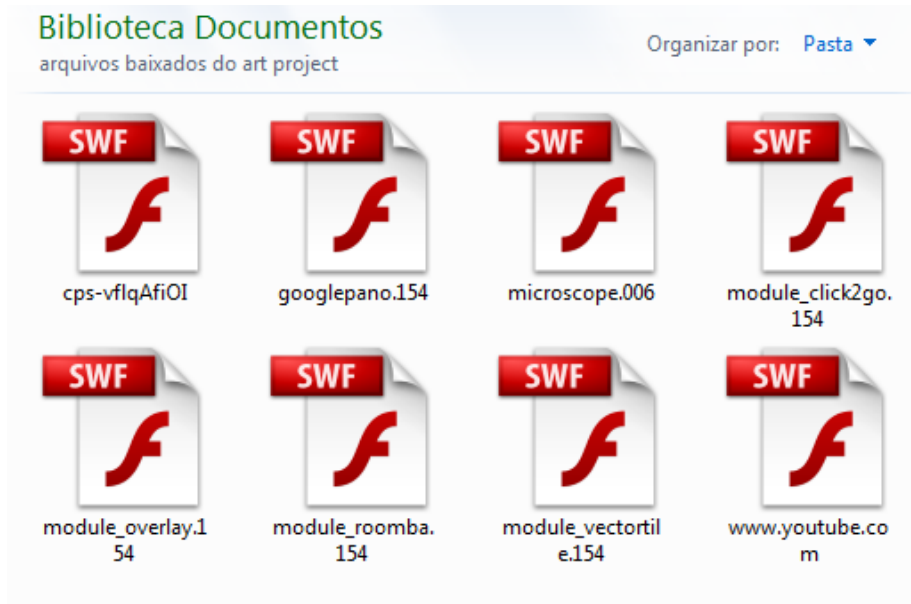 Biblioteca Documentos
arquivos baixados do art project
Organizar por: Pasta
SWF SWF SWF SWF
cps-vflqAfiOI googlepano.154 microscope.006 module_click2go.
154
SWF SWF SWF SWF
module_overlay.1 module_roomba. module_vectortil www.youtube.co
54 154 e.154 m